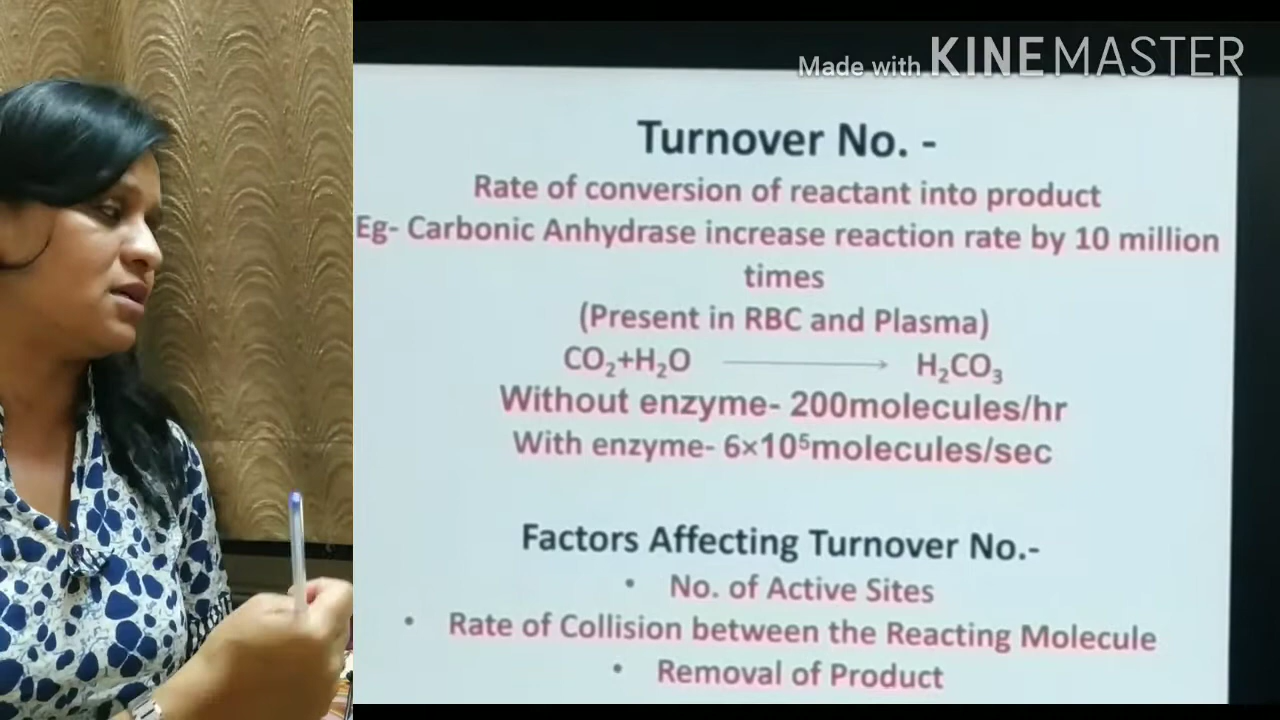 Made with KINEMASTER
Turnover No. -
Rate of conversion of reactant into product
Eg- Carbonic Anhydrase increase reaction rate by 10 million
times
(Present in RBC and Plasma)
CO₂+H₂O ⟶ H₂CO₃
Without enzyme- 200molecules/hr
With enzyme- 6×10⁵molecules/sec
Factors Affecting Turnover No.-
• No. of Active Sites
• Rate of Collision between the Reacting Molecule
• Removal of Product